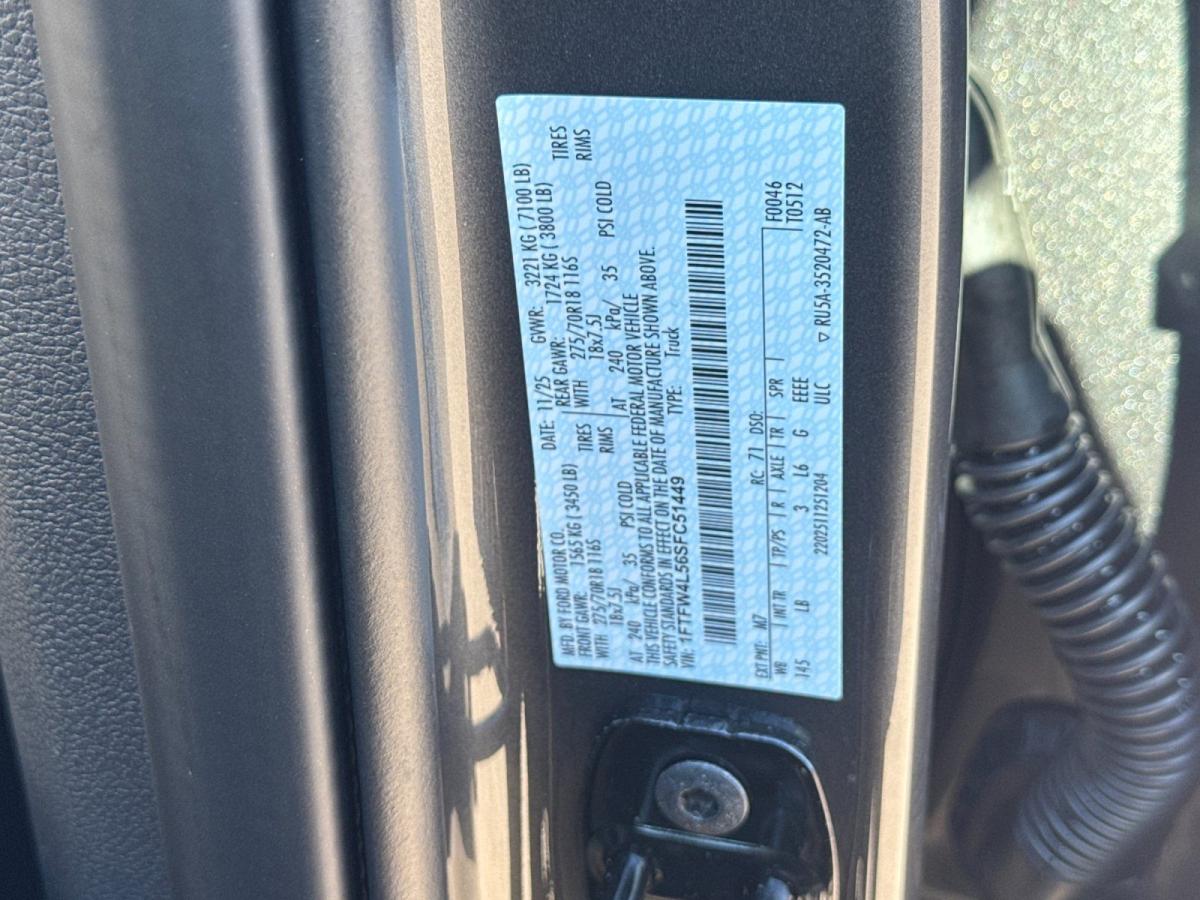 MFD. BY FORD MOTOR CO. DATE: 11/25 GVWR: 3221 KG ( 7100 LB)
FRONT GAWR: 1565 KG ( 3450 LB) REAR GAWR: 1724 KG ( 3800 LB)
WITH 275/70R18 116S TIRES WITH 275/70R18 116S TIRES
18x7.5J RIMS 18x7.5J RIMS
AT 240 kPa/ 35 PSI COLD AT 240 kPa/ 35 PSI COLD
THIS VEHICLE CONFORMS TO ALL APPLICABLE FEDERAL MOTOR VEHICLE
SAFETY STANDARDS IN EFFECT ON THE DATE OF MANUFACTURE SHOWN ABOVE.
VIN: 1FTFW4L56SFC51449 TYPE: Truck
EXT PNT: M7 RC: 71 DSO: F0046
WB INT TR TP/PS R AXLE TR SPR T0512
145 LB 3 L6 G EEEE
2202511251204 ULC ▽ RU5A-3520472-AB